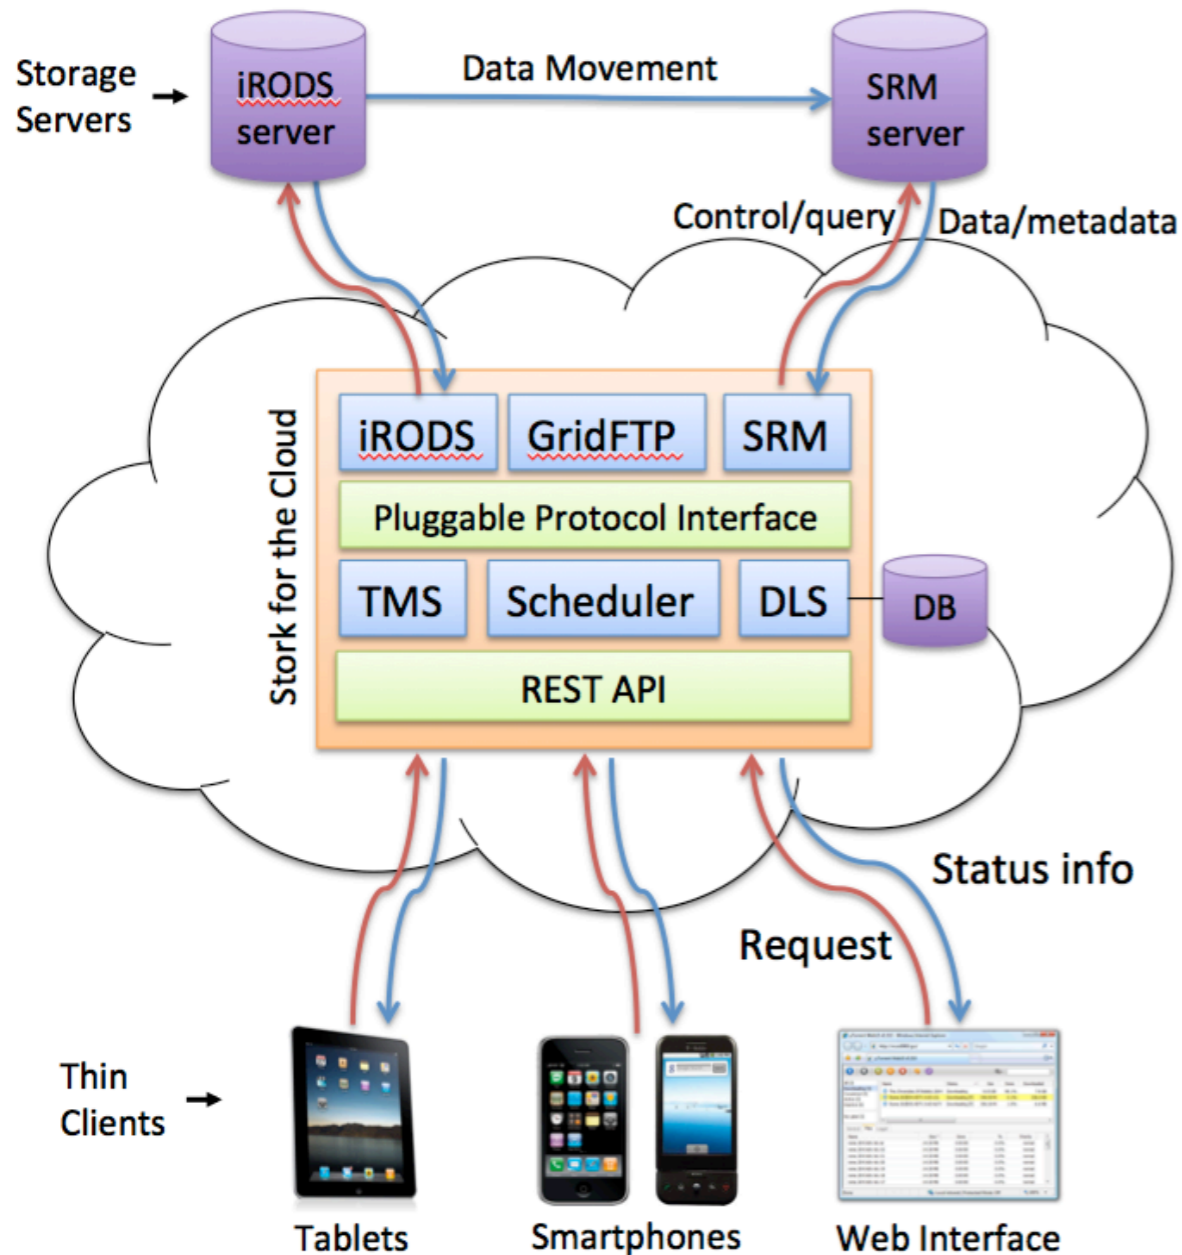 Storage
Servers
iRODS
server
Data Movement
SRM
server
Control/query
Data/metadata
Stork for the Cloud
iRODS
GridFTP
SRM
Pluggable Protocol Interface
TMS
Scheduler
DLS
DB
REST API
Status info
Request
Thin
Clients
Tablets
Smartphones
Web Interface